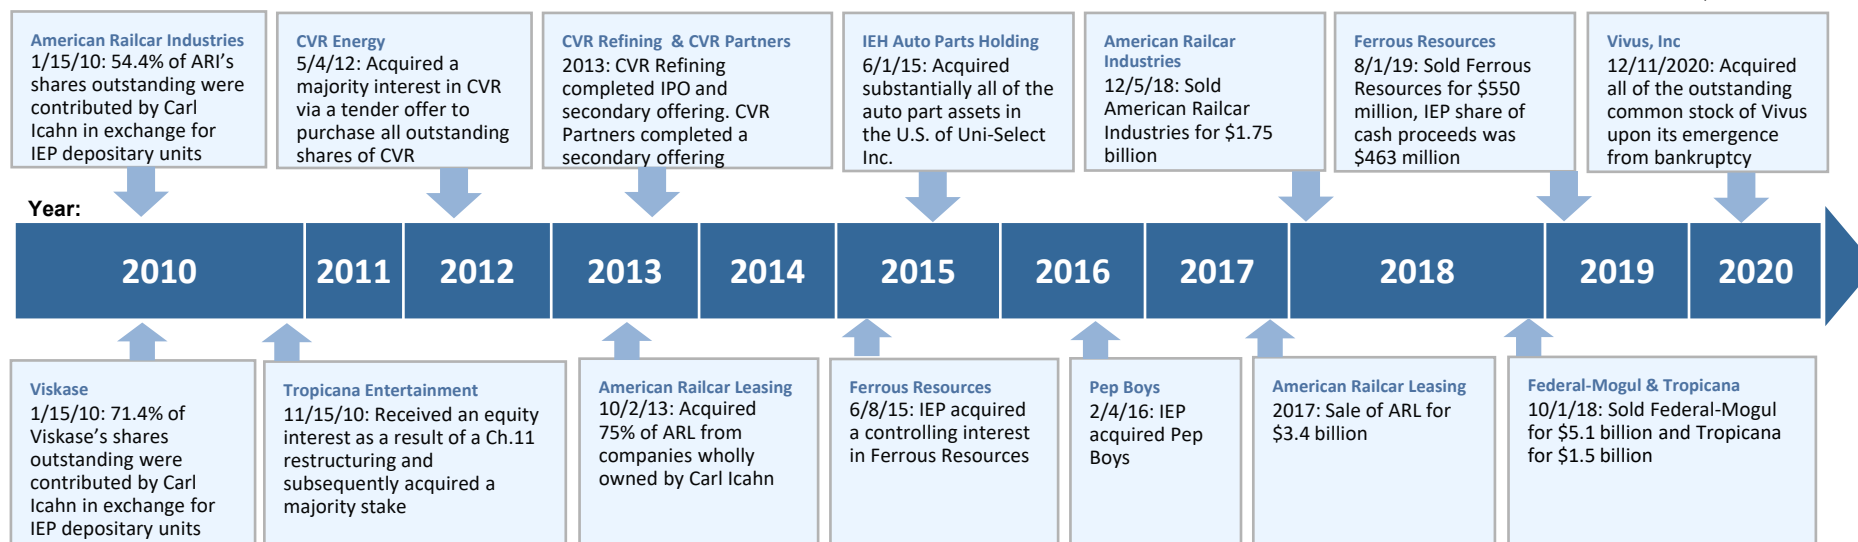 American Railcar Industries
1/15/10: 54.4% of ARI’s
shares outstanding were
contributed by Carl
Icahn in exchange for
IEP depositary units
CVR Energy
5/4/12: Acquired a
majority interest in CVR
via a tender offer to
purchase all outstanding
shares of CVR
CVR Refining & CVR Partners
2013: CVR Refining
completed IPO and
secondary offering. CVR
Partners completed a
secondary offering
IEH Auto Parts Holding
6/1/15: Acquired
substantially all of the
auto part assets in
the U.S. of Uni-Select
Inc.
American Railcar
Industries
12/5/18: Sold
American Railcar
Industries for $1.75
billion
Ferrous Resources
8/1/19: Sold Ferrous
Resources for $550
million, IEP share of
cash proceeds was
$463 million
Vivus, Inc
12/11/2020: Acquired
all of the outstanding
common stock of Vivus
upon its emergence
from bankruptcy
Year:
2010 2011 2012 2013 2014 2015 2016 2017 2018 2019 2020
Viskase
1/15/10: 71.4% of
Viskase’s shares
outstanding were
contributed by Carl
Icahn in exchange for
IEP depositary units
Tropicana Entertainment
11/15/10: Received an equity
interest as a result of a Ch.11
restructuring and
subsequently acquired a
majority stake
American Railcar Leasing
10/2/13: Acquired
75% of ARL from
companies wholly
owned by Carl Icahn
Ferrous Resources
6/8/15: IEP acquired
a controlling interest
in Ferrous Resources
Pep Boys
2/4/16: IEP
acquired Pep
Boys
American Railcar Leasing
2017: Sale of ARL for
$3.4 billion
Federal-Mogul & Tropicana
10/1/18: Sold Federal-Mogul
for $5.1 billion and Tropicana
for $1.5 billion